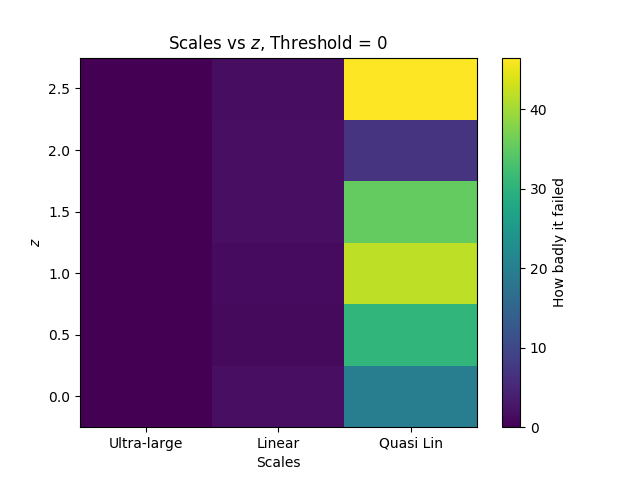 Scales vs z, Threshold = 0
2.5
2.0
1.5
1.0
0.5
0.0
z
Ultra-large
Linear
Quasi Lin
Scales
40
30
20
10
0
How badly it failed